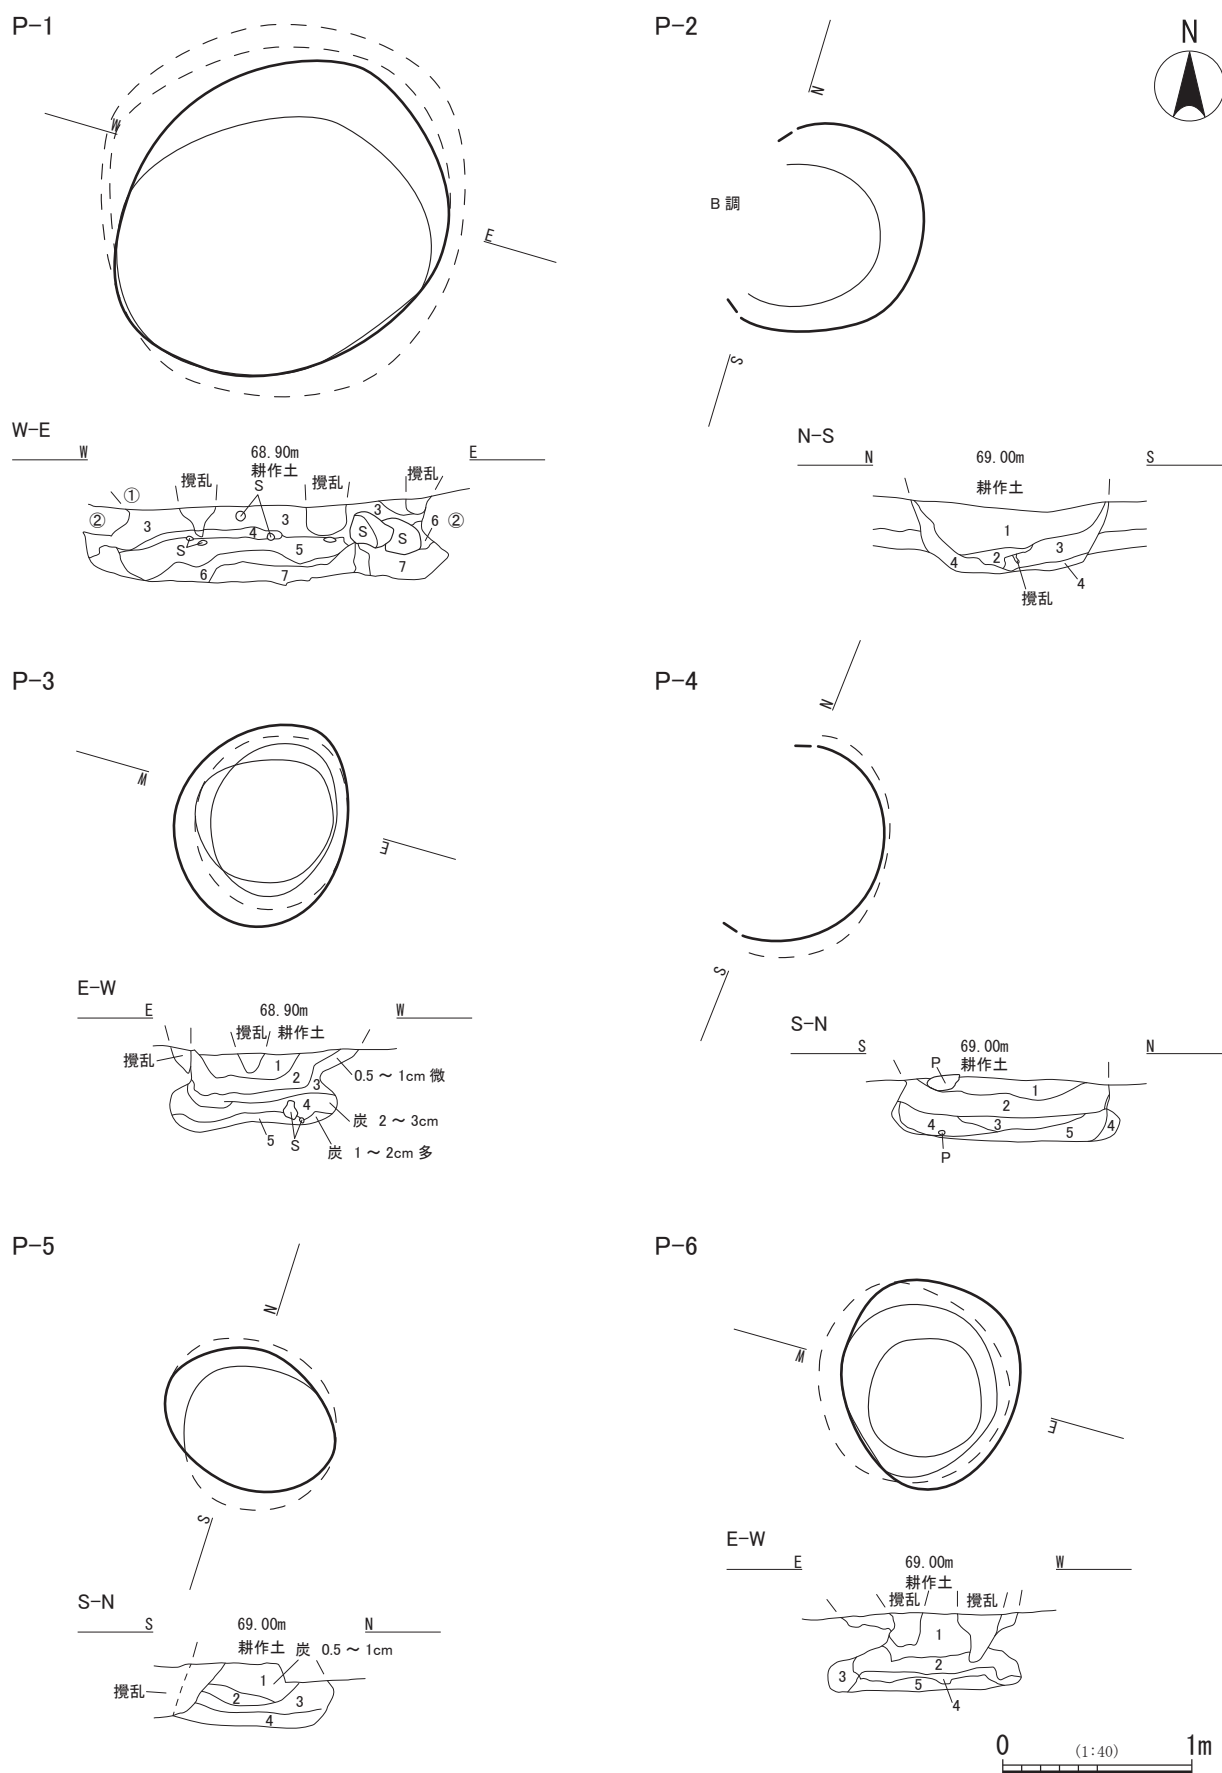 P-1
P-2
N
W
E
N
B 調
S
W-E
W
68.90m
E
耕作土
S
攪乱
攪乱
攪乱
①
②
3
3
3
4
S
5
S
S
6
②
6
7
7
N-S
N
69.00m
S
耕作土
1
4
2
3
4
攪乱
P-3
P-4
W
E
N
S
E-W
E
68.90m
W
攪乱 耕作土
攪乱
1
2
3
0.5～1cm 微
4
炭 2～3cm
5
S
炭 1～2cm 多
S-N
S
69.00m
N
P
耕作土
1
2
4
3
5
4
P
P-5
P-6
N
S
W
E
S-N
S
69.00m
N
耕作土 炭 0.5～1cm
攪乱
1
2
3
4
E-W
E
69.00m
W
耕作土
攪乱
攪乱
1
2
3
5
4
0
(1:40)
1m